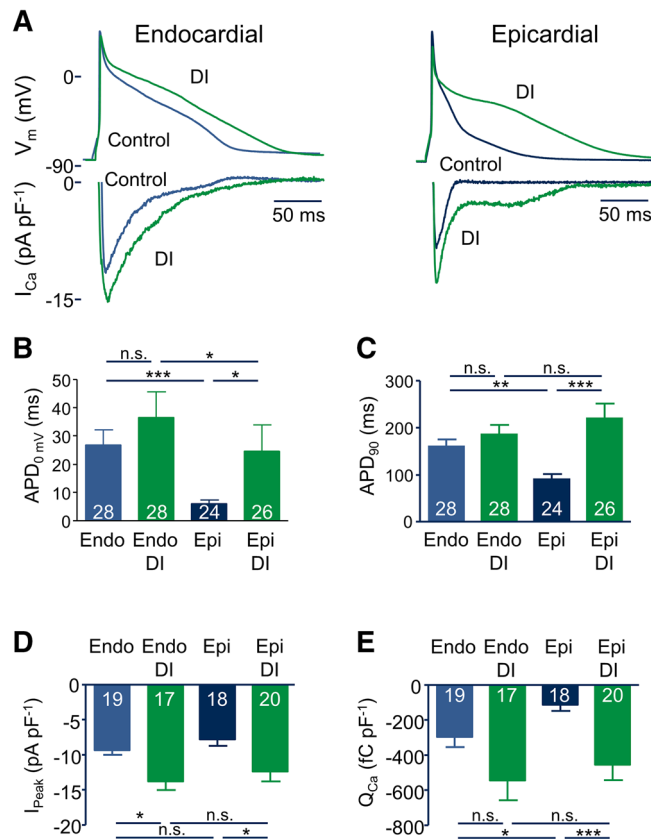 A
Endocardial
Epicardial
0
DI
DI
Vm (mV)
Control
Control
-90
0
Control
50 ms
50 ms
ICa (pA pF-1)
DI
DI
-15
B
n.s.
*
***
*
50
40
30
20
10
0
APD0 mV (ms)
28
28
24
26
Endo
Endo DI
Epi
Epi DI
C
n.s.
n.s.
**
***
300
200
100
0
APD90 (ms)
28
28
24
26
Endo
Endo DI
Epi
Epi DI
D
Endo
Endo DI
Epi
Epi DI
0
-5
-10
-15
-20
IPeak (pA pF-1)
19
17
18
20
*
n.s.
n.s.
*
E
Endo
Endo DI
Epi
Epi DI
0
-200
-400
-600
-800
QCa (fC pF-1)
19
17
18
20
n.s.
n.s.
*
***